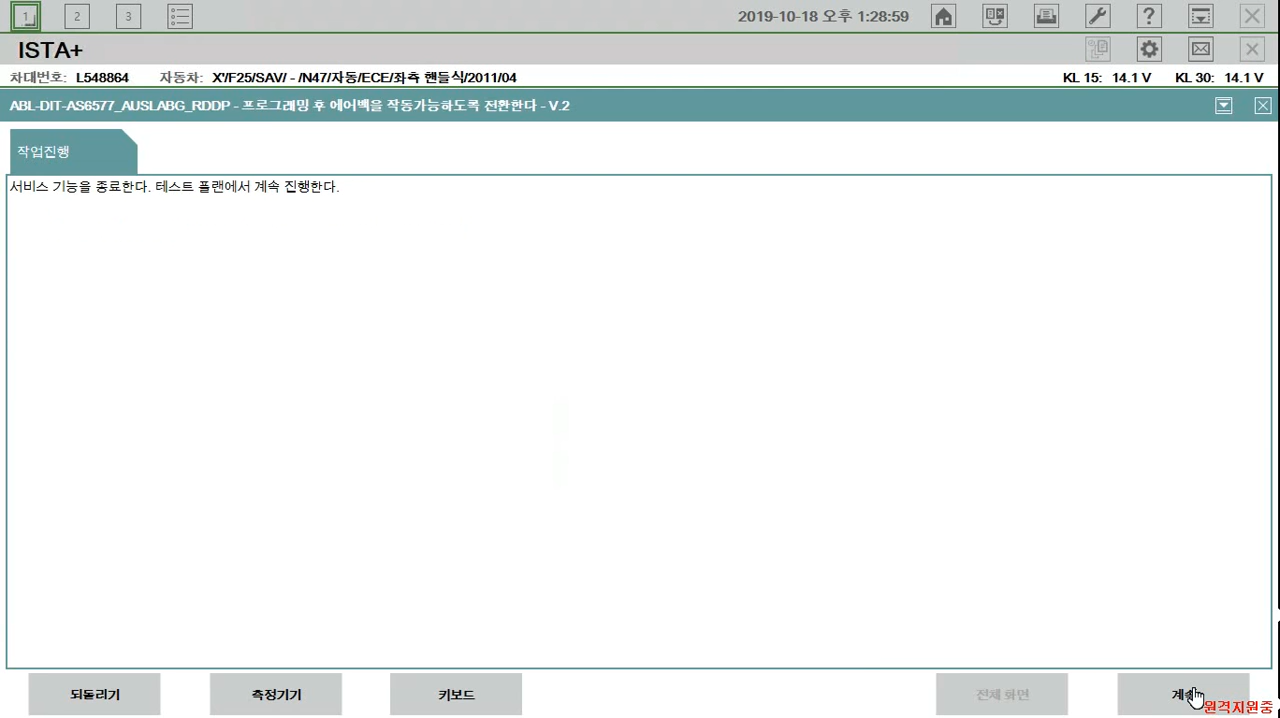 1 2 3 2019-10-18 오후 1:28:59 ?
ISTA+
차대번호: L548864 자동차: X'/F25/SAV/ - /N47/자동/ECE/좌측 핸들식/2011/04 KL 15: 14.1 V KL 30: 14.1 V
ABL-DIT-AS6577_AUSLABG_RDDP - 프로그래밍 후 에어벡을 작동가능하도록 전환한다 - V.2
작업진행
서비스 기능을 종료한다. 테스트 플랜에서 계속 진행한다.
되돌리기 측정기기 키보드 전체 화면 계속
원격지원중